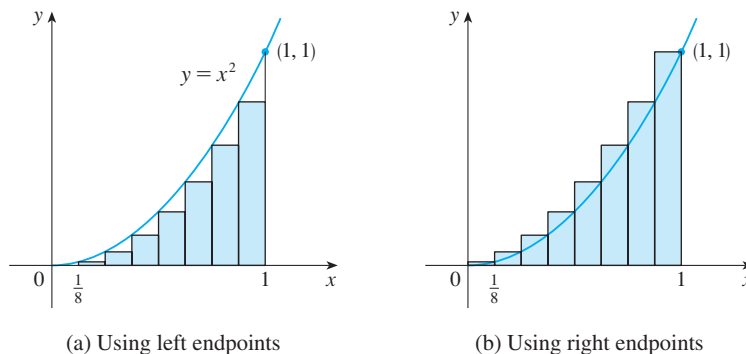 y
y
(1, 1)
(1, 1)
y = x²
0
1/8
1
x
0
1/8
1
x
(a) Using left endpoints
(b) Using right endpoints